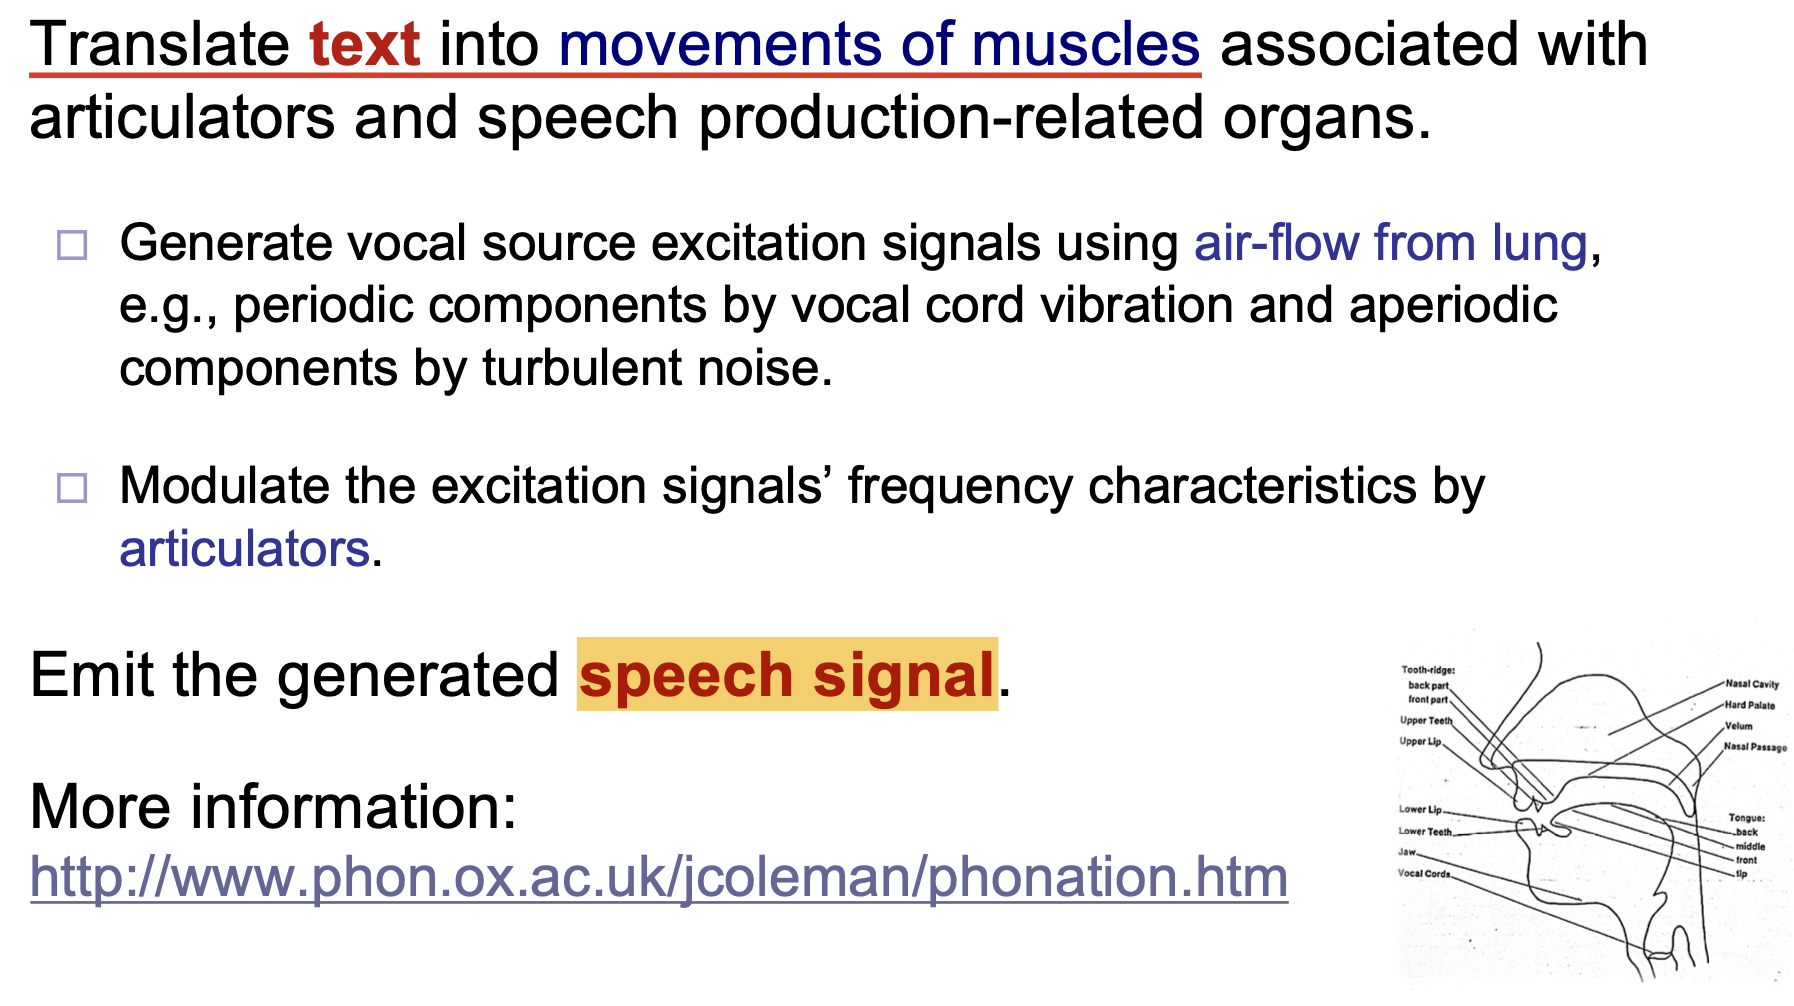 Translate text into movements of muscles associated with
articulators and speech production-related organs.
Generate vocal source excitation signals using air-flow from lung,
e.g., periodic components by vocal cord vibration and aperiodic
components by turbulent noise.
Modulate the excitation signals’ frequency characteristics by
articulators.
Emit the generated speech signal.
More information:
http://www.phon.ox.ac.uk/jcoleman/phonation.htm
Tooth-ridge:
back part
front part
Upper Teeth
Upper Lip
Lower Lip
Lower Teeth
Jaw
Vocal Cords
Nasal Cavity
Hard Palate
Velum
Nasal Passage
Tongue:
back
middle
front
tip